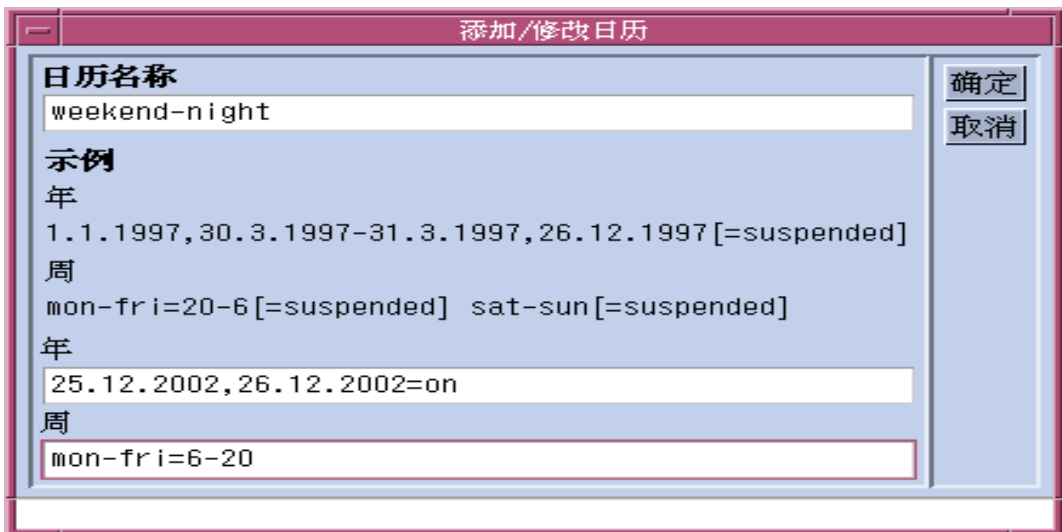 添加/修改日历
日历名称
weekend-night
示例
年
1.1.1997,30.3.1997-31.3.1997,26.12.1997[=suspended]
周
mon-fri=20-6[=suspended] sat-sun[=suspended]
年
25.12.2002,26.12.2002=on
周
mon-fri=6-20
确定
取消